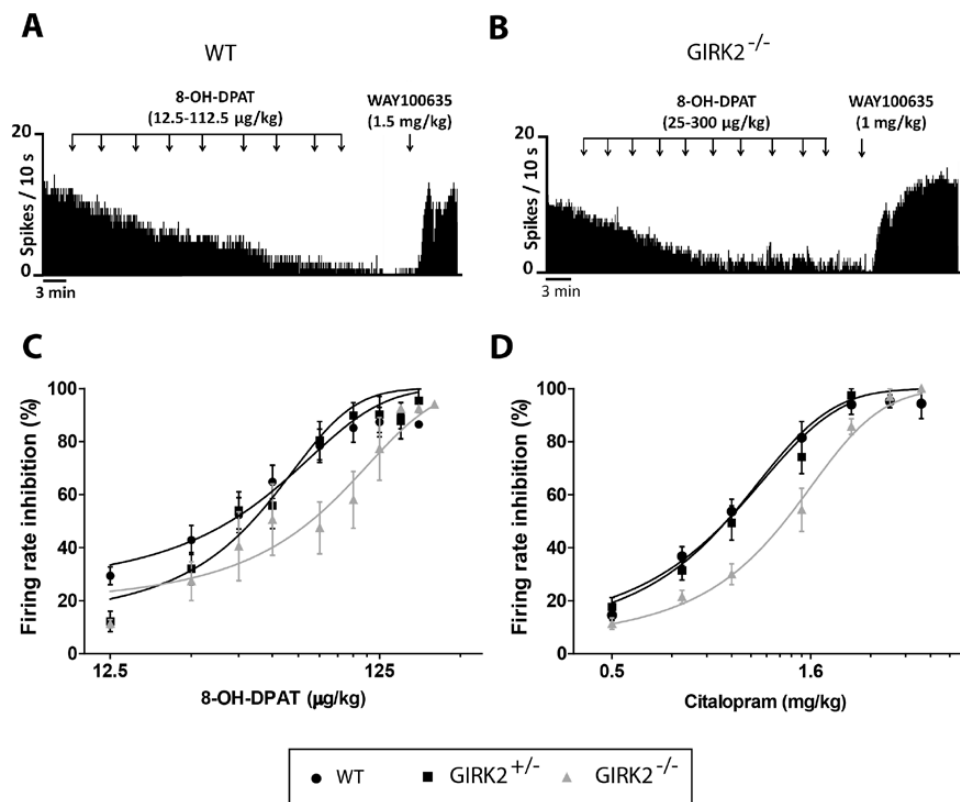 A
WT
8-OH-DPAT
(12.5-112.5 µg/kg)
WAY100635
(1.5 mg/kg)
20
Spikes / 10 s
0
3 min
B
GIRK2-/-
8-OH-DPAT
(25-300 µg/kg)
WAY100635
(1 mg/kg)
20
Spikes / 10 s
0
3 min
C
Firing rate inhibition (%)
100
80
60
40
20
0
12.5
125
8-OH-DPAT (µg/kg)
D
Firing rate inhibition (%)
100
80
60
40
20
0
0.5
1.6
Citalopram (mg/kg)
WT
GIRK2+/-
GIRK2-/-